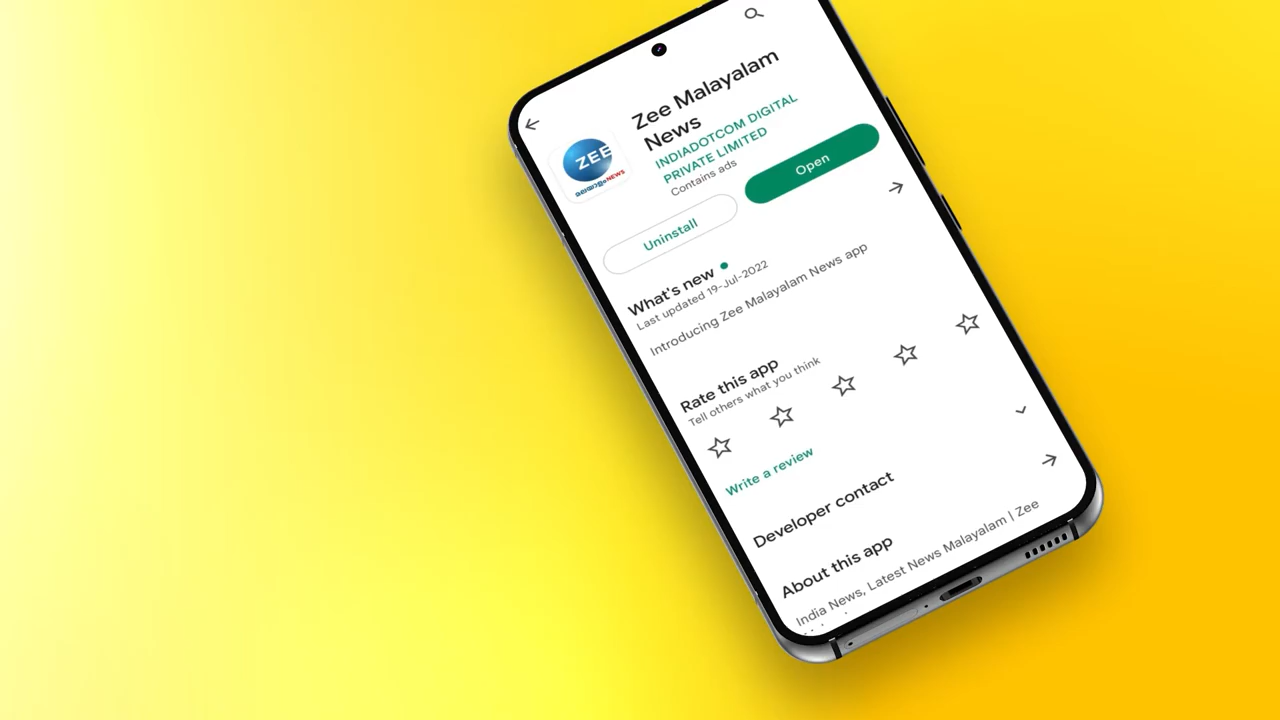 Zee Malayalam
News
INDIADOTCOM DIGITAL
PRIVATE LIMITED
Contains ads
ZEE
മലയാളം NEWS
Uninstall
Open
What's new
Last updated 19-Jul-2022
Introducing Zee Malayalam News app
Rate this app
Tell others what you think
Write a review
Developer contact
About this app
India News, Latest News Malayalam | Zee